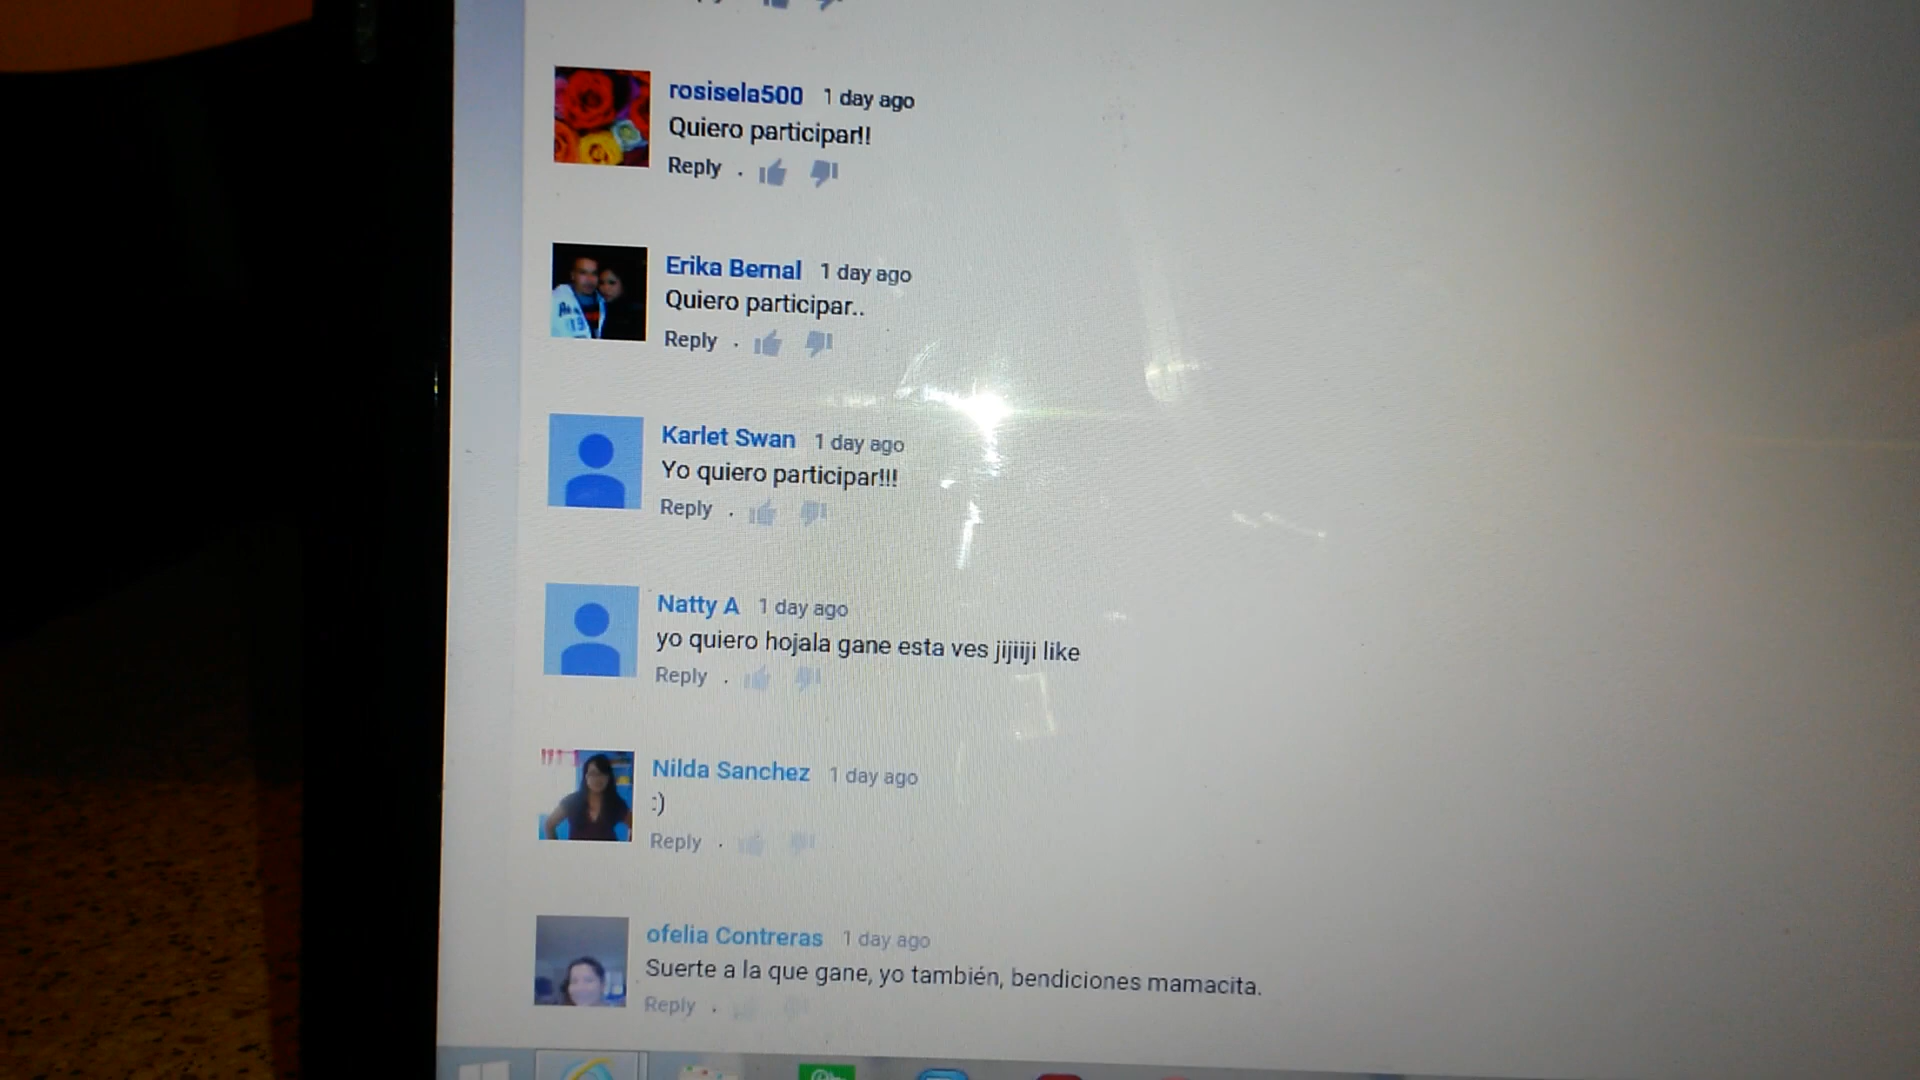 rosisela500 1 day ago
Quiero participar!!
Reply .
Erika Bernal 1 day ago
Quiero participar..
Reply .
Karlet Swan 1 day ago
Yo quiero participar!!!
Reply .
Natty A 1 day ago
yo quiero hojala gane esta ves jijiiji like
Reply .
Nilda Sanchez 1 day ago
:)
Reply .
ofelia Contreras 1 day ago
Suerte a la que gane, yo también, bendiciones mamacita.
Reply .